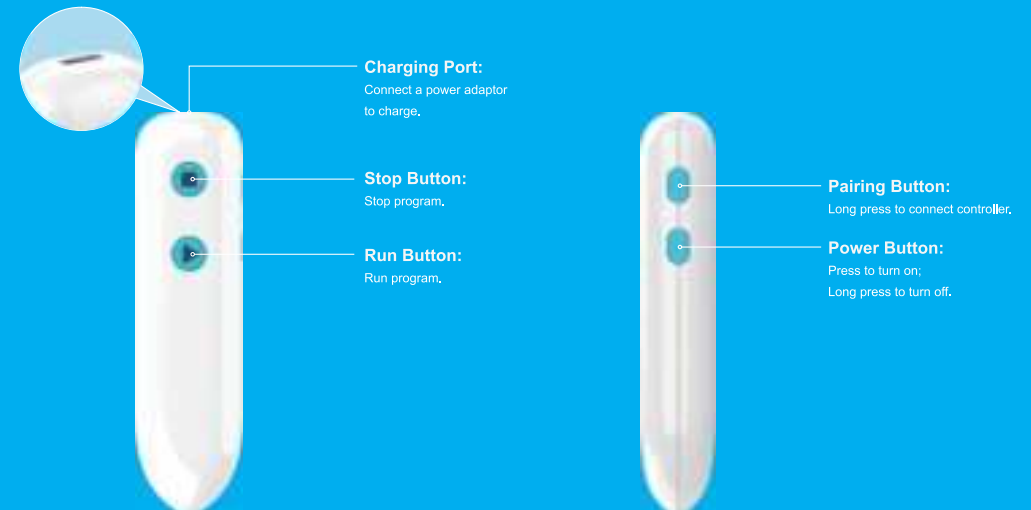 Charging Port:
Connect a power adaptor
to charge.
Stop Button:
Stop program.
Run Button:
Run program.
Pairing Button:
Long press to connect controller.
Power Button:
Press to turn on;
Long press to turn off.